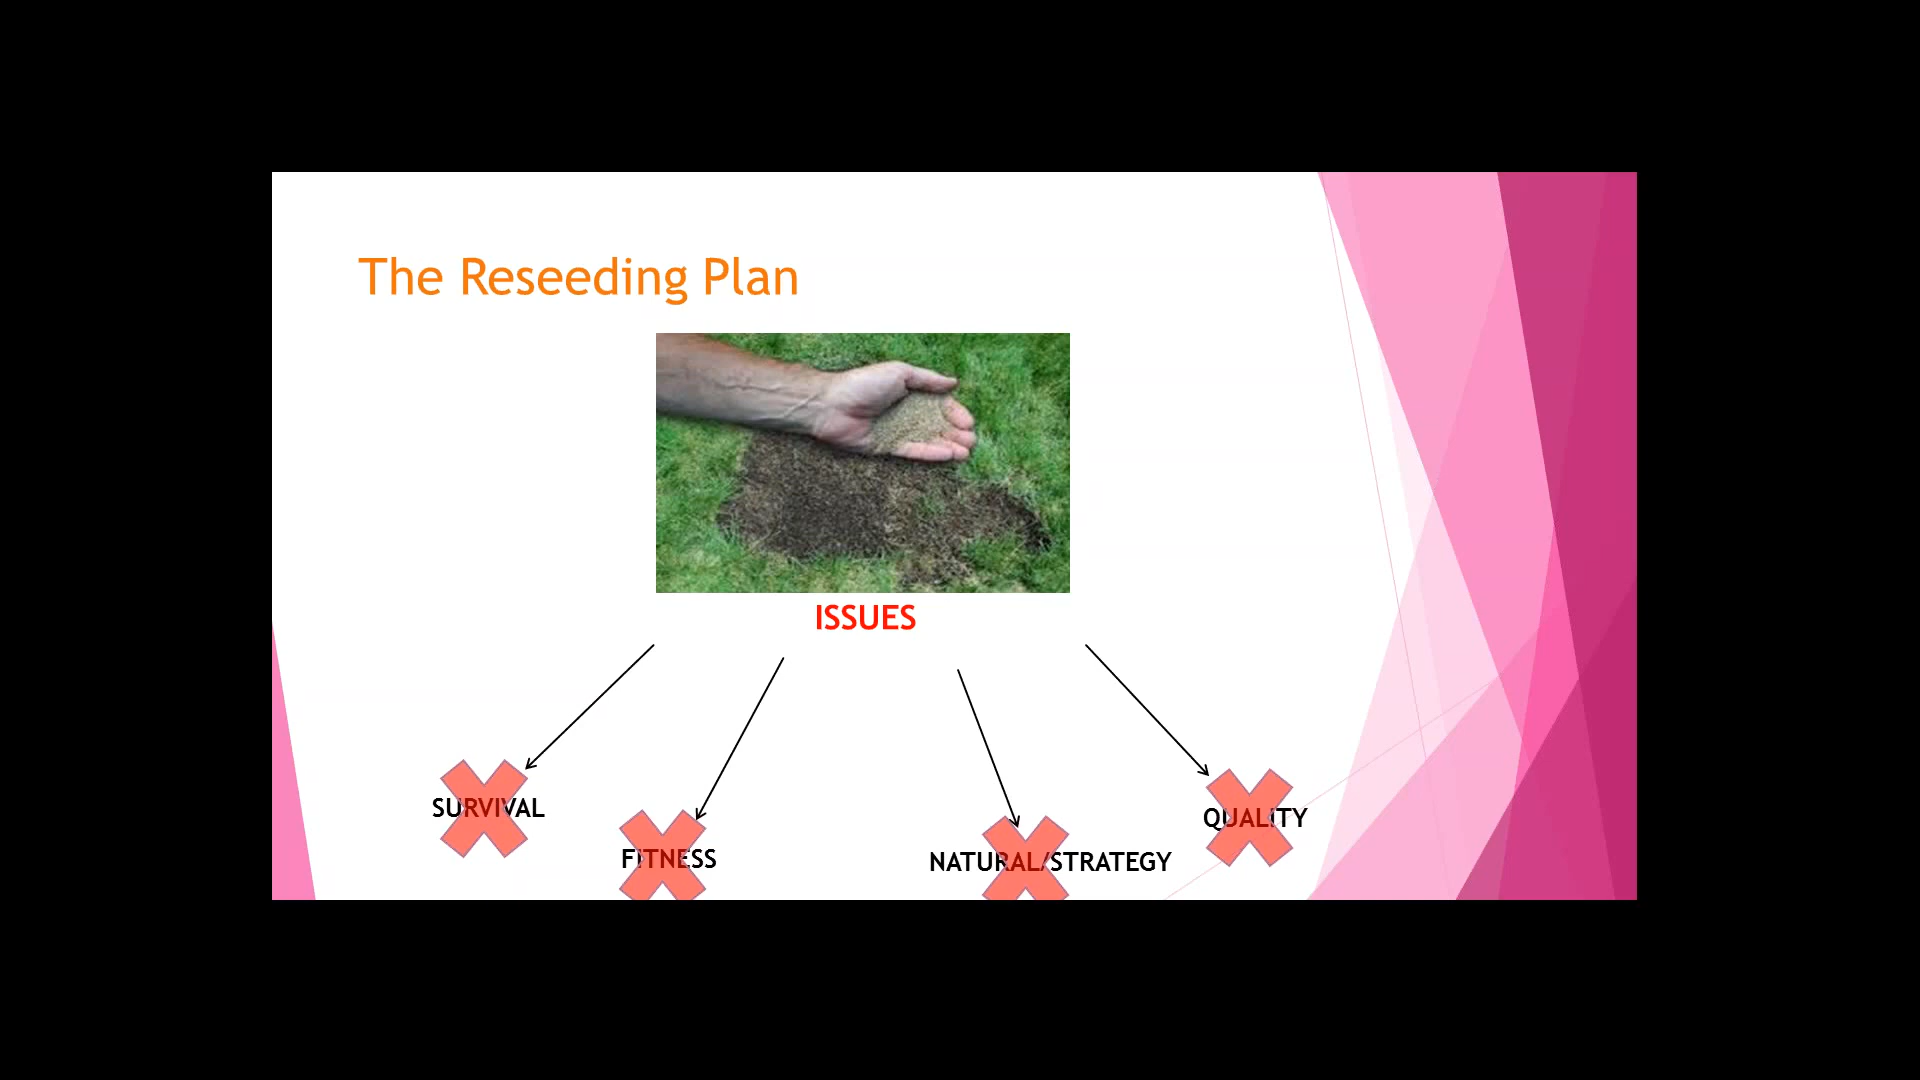 The Reseeding Plan
ISSUES
SURVIVAL
FITNESS
NATURAL/STRATEGY
QUALITY